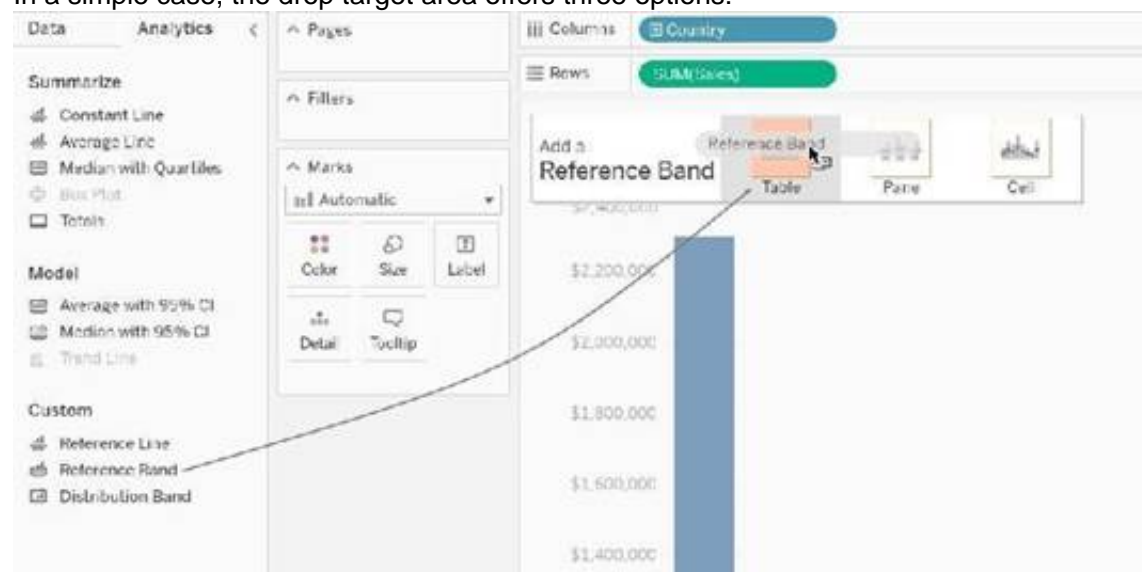 In a simple case, the drop target area offers three options:
Data Analytics
Pages
Columns Country
Rows SUM(Sales)
Summarize
Constant Line
Average Line
Median with Quartiles
Box Plot
Totals
Filters
Marks
Automatic
Color Size Label
Detail Tooltip
Model
Average with 95% CI
Median with 95% CI
Trend Line
Custom
Reference Line
Reference Band
Distribution Band
Add a
Reference Band
Reference Band
Table Pane Cell
$2,400,000
$2,200,000
$2,000,000
$1,800,000
$1,600,000
$1,400,000